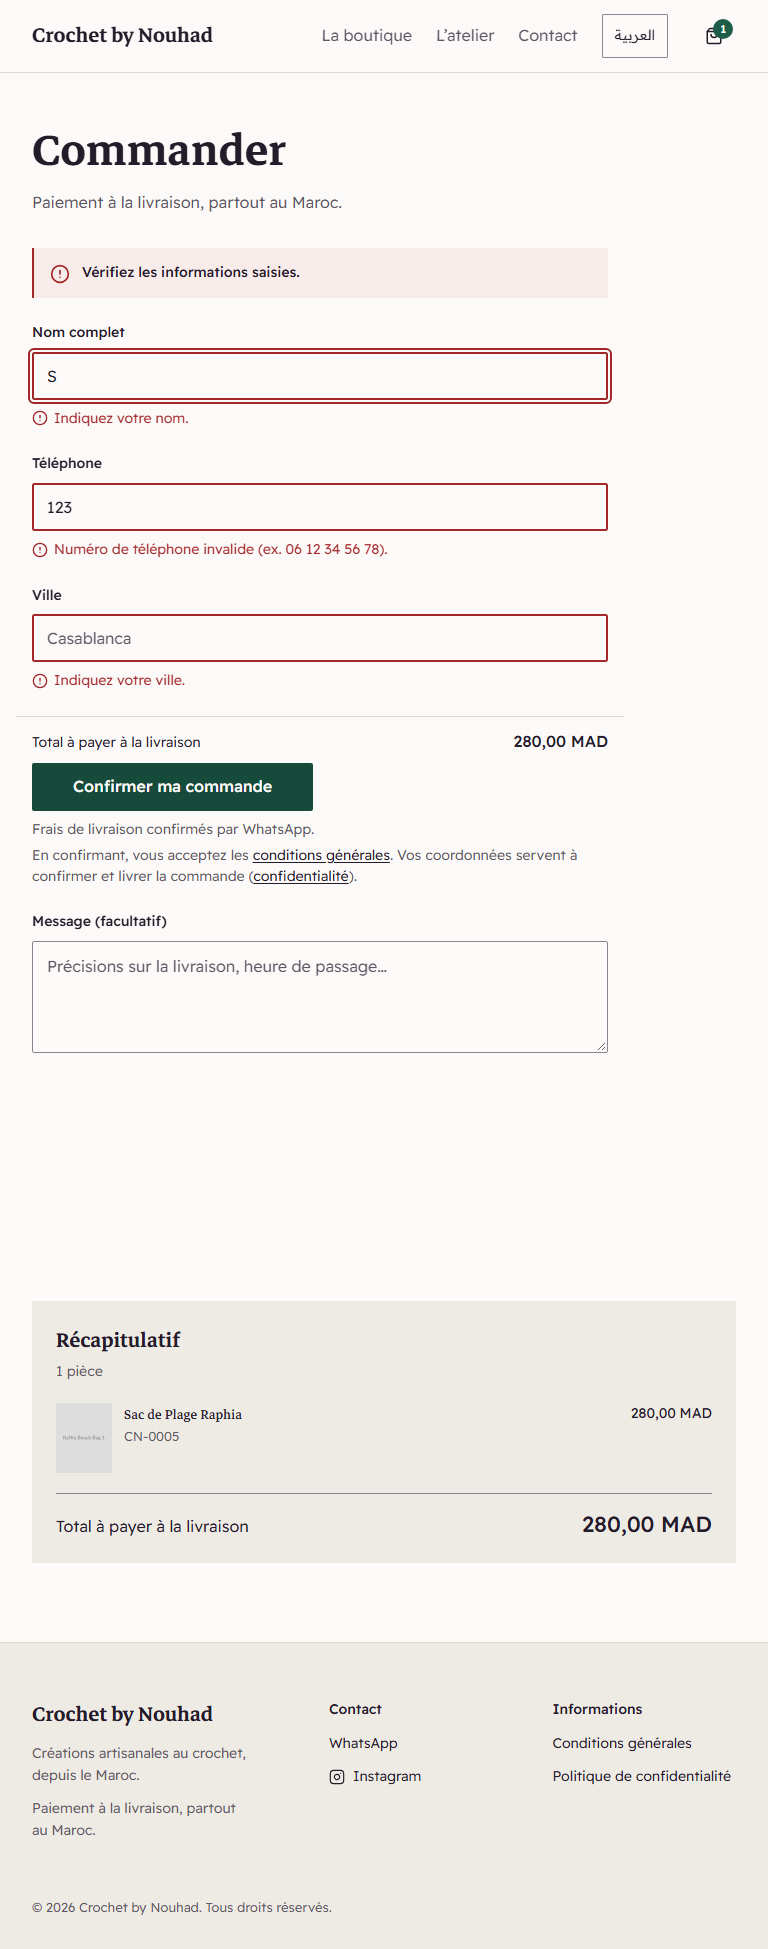 Crochet by Nouhad
La boutique
L’atelier
Contact
العربية
1
Commander
Paiement à la livraison, partout au Maroc.
Vérifiez les informations saisies.
Nom complet
S
Indiquez votre nom.
Téléphone
123
Numéro de téléphone invalide (ex. 06 12 34 56 78).
Ville
Casablanca
Indiquez votre ville.
Total à payer à la livraison
280,00 MAD
Confirmer ma commande
Frais de livraison confirmés par WhatsApp.
En confirmant, vous acceptez les conditions générales. Vos coordonnées servent à
confirmer et livrer la commande (confidentialité).
Message (facultatif)
Précisions sur la livraison, heure de passage…
Récapitulatif
1 pièce
Raffia Beach Bag 1
Sac de Plage Raphia
280,00 MAD
CN-0005
Total à payer à la livraison
280,00 MAD
Crochet by Nouhad
Créations artisanales au crochet,
depuis le Maroc.
Paiement à la livraison, partout
au Maroc.
Contact
WhatsApp
Instagram
Informations
Conditions générales
Politique de confidentialité
© 2026 Crochet by Nouhad. Tous droits réservés.